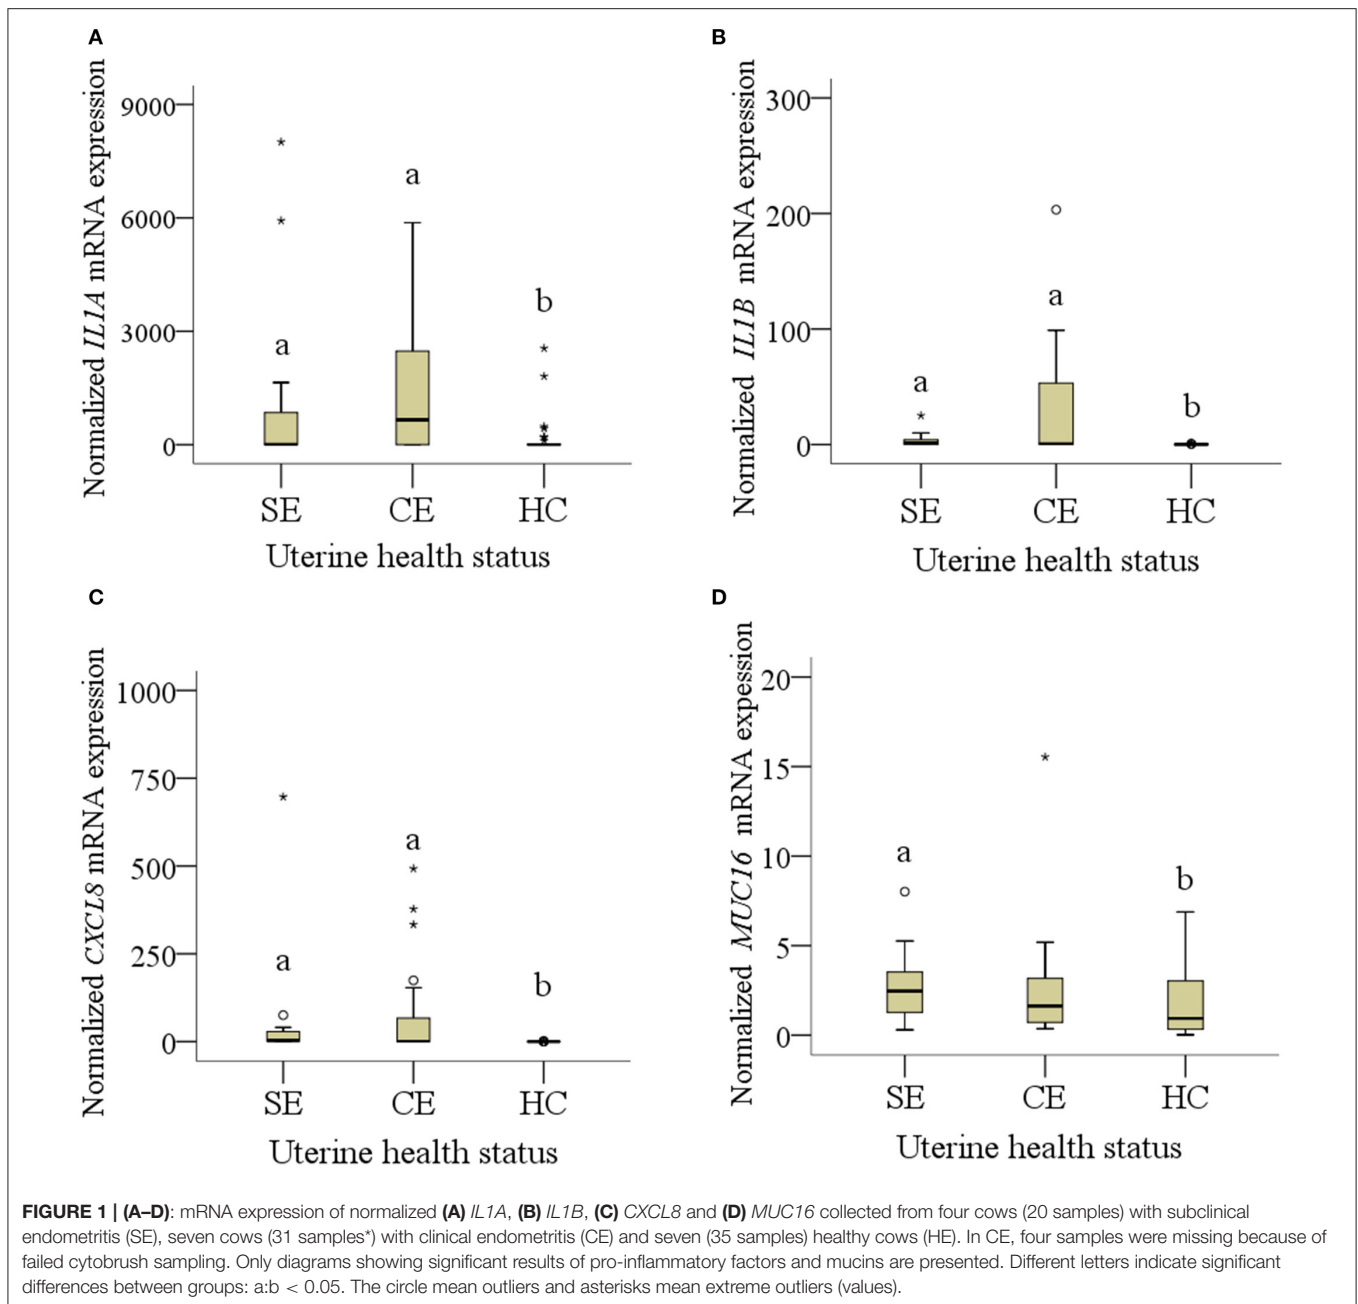 A
Normalized IL1A mRNA expression
9000
6000
3000
0
a
a
b
SE CE HC
Uterine health status
B
Normalized IL1B mRNA expression
300
200
100
0
a
a
b
SE CE HC
Uterine health status
C
Normalized CXCL8 mRNA expression
1000
750
500
250
0
a
a
b
SE CE HC
Uterine health status
D
Normalized MUC16 mRNA expession
20
15
10
5
0
a
b
SE CE HC
Uterine health status
FIGURE 1 | (A–D): mRNA expression of normalized (A) IL1A, (B) IL1B, (C) CXCL8 and (D) MUC16 collected from four cows (20 samples) with subclinical
endometritis (SE), seven cows (31 samples*) with clinical endometritis (CE) and seven (35 samples) healthy cows (HE). In CE, four samples were missing because of
failed cytobrush sampling. Only diagrams showing significant results of pro-inflammatory factors and mucins are presented. Different letters indicate significant
differences between groups: a:b < 0.05. The circle mean outliers and asterisks mean extreme outliers (values).